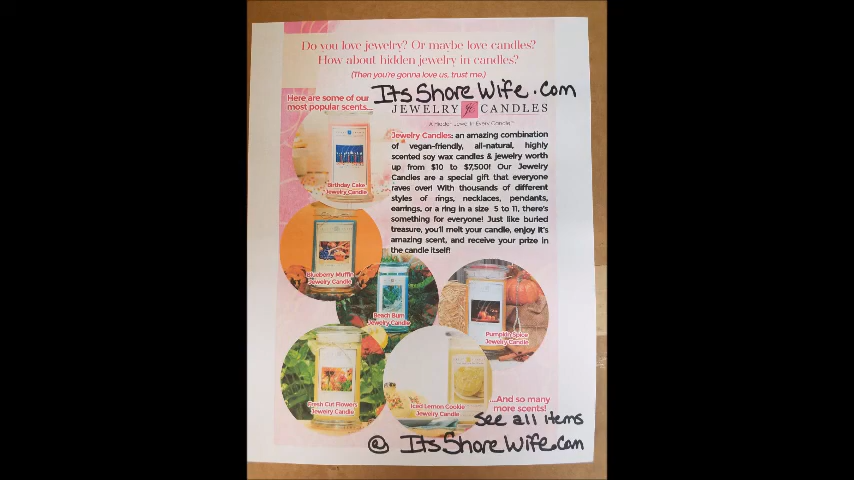 Do you love jewelry? Or maybe love candles?
How about hidden jewelry in candles?
(Then you're gonna love us, trust me.)
ItsShoreWife.com
Here are some of our
most popular scents...
JEWELRY CANDLES
A Hidden Jewel In Every Candle
Jewelry Candles: an amazing combination
of vegan-friendly, all-natural, highly
scented soy wax candles & jewelry worth
up from $10 to $7,500! Our Jewelry
Candles are a special gift that everyone
raves over! With thousands of different
styles of rings, necklaces, pendants,
earrings, or a ring in a size 5 to 11, there's
something for everyone! Just like buried
treasure, you'll melt your candle, enjoy it's
amazing scent, and receive your prize in
the candle itself!
Birthday Cake
Jewelry Candle
Blueberry Muffin
Jewelry Candle
Beach Bum
Jewelry Candle
Pumpkin Spice
Jewelry Candle
Fresh Cut Flowers
Jewelry Candle
Iced Lemon Cookie
Jewelry Candle
...And so many
more scents!
See all items
@ ItsShoreWife.com